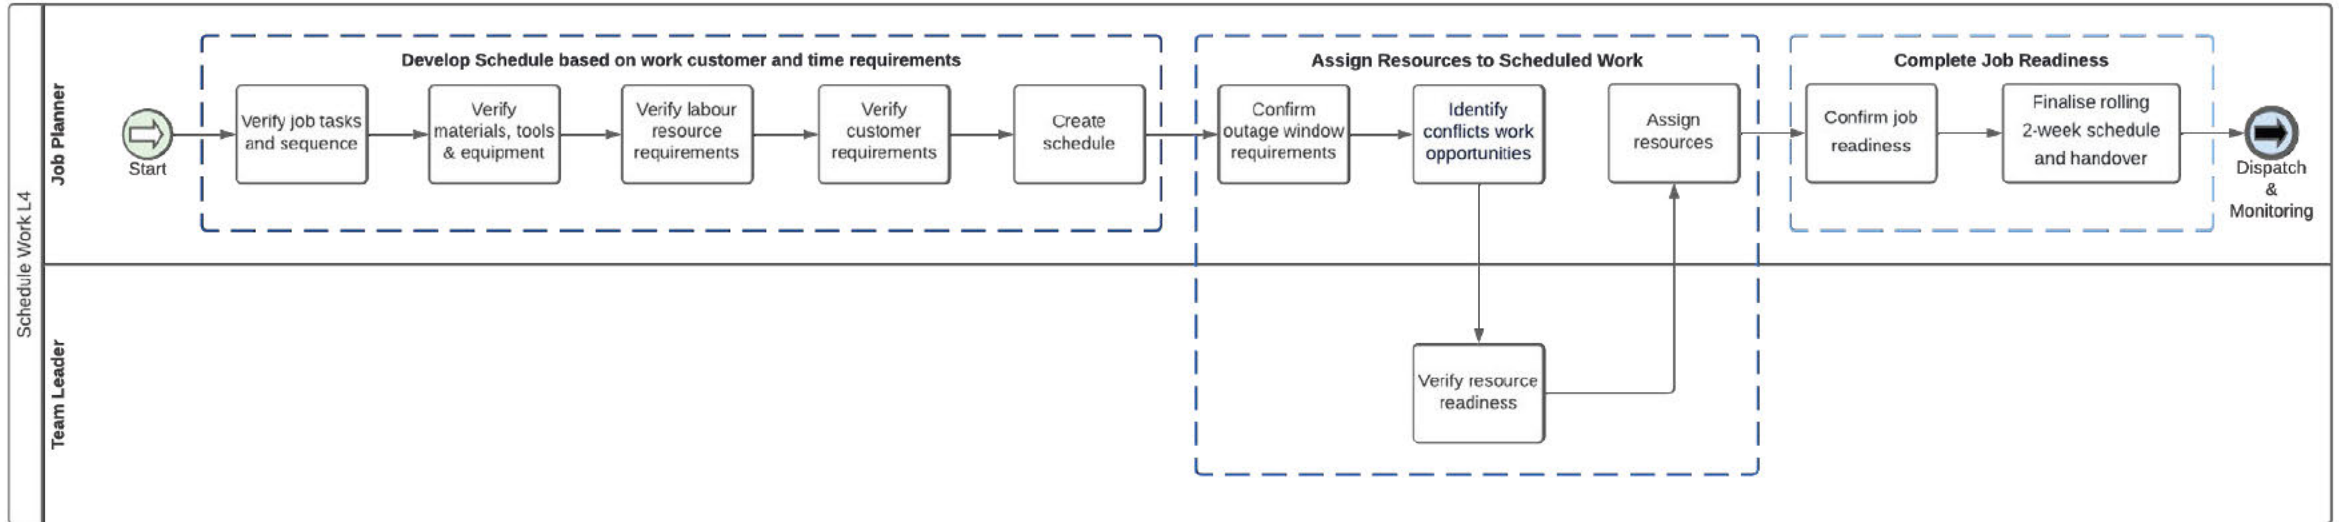 Schedule Work L4
Job Planner
Start
Develop Schedule based on work customer and time requirements
Verify job tasks
and sequence
Verify
materials, tools
& equipment
Verify labour
resource
requirements
Verify
customer
requirements
Create
schedule
Assign Resources to Scheduled Work
Confirm
outage window
requirements
Identify
conflicts work
opportunities
Assign
resources
Complete Job Readiness
Confirm job
readiness
Finalise rolling
2-week schedule
and handover
Dispatch
&
Monitoring
Team Leader
Verify resource
readiness